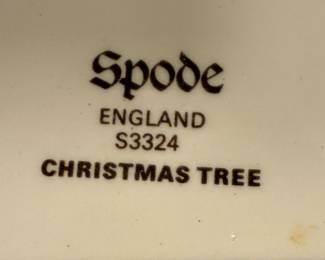 Spode
ENGLAND
S3324
CHRISTMAS TREE